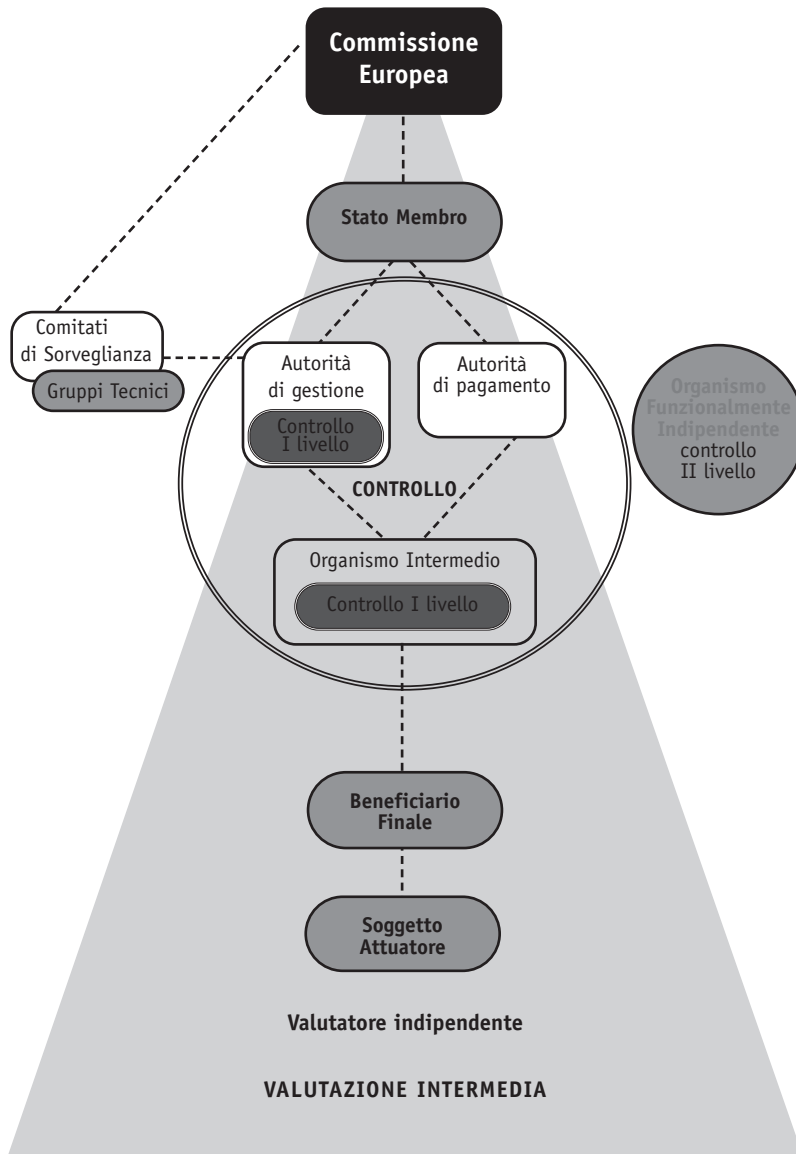 Commissione
Europea
Stato Membro
Comitati
di Sorveglianza
Gruppi Tecnici
Autorità
di gestione
Controllo
I livello
Autorità
di pagamento
Organismo
Funzionalmente
Indipendente
controllo
II livello
CONTROLLO
Organismo Intermedio
Controllo I livello
Beneficiario
Finale
Soggetto
Attuatore
Valutatore indipendente
VALUTAZIONE INTERMEDIA